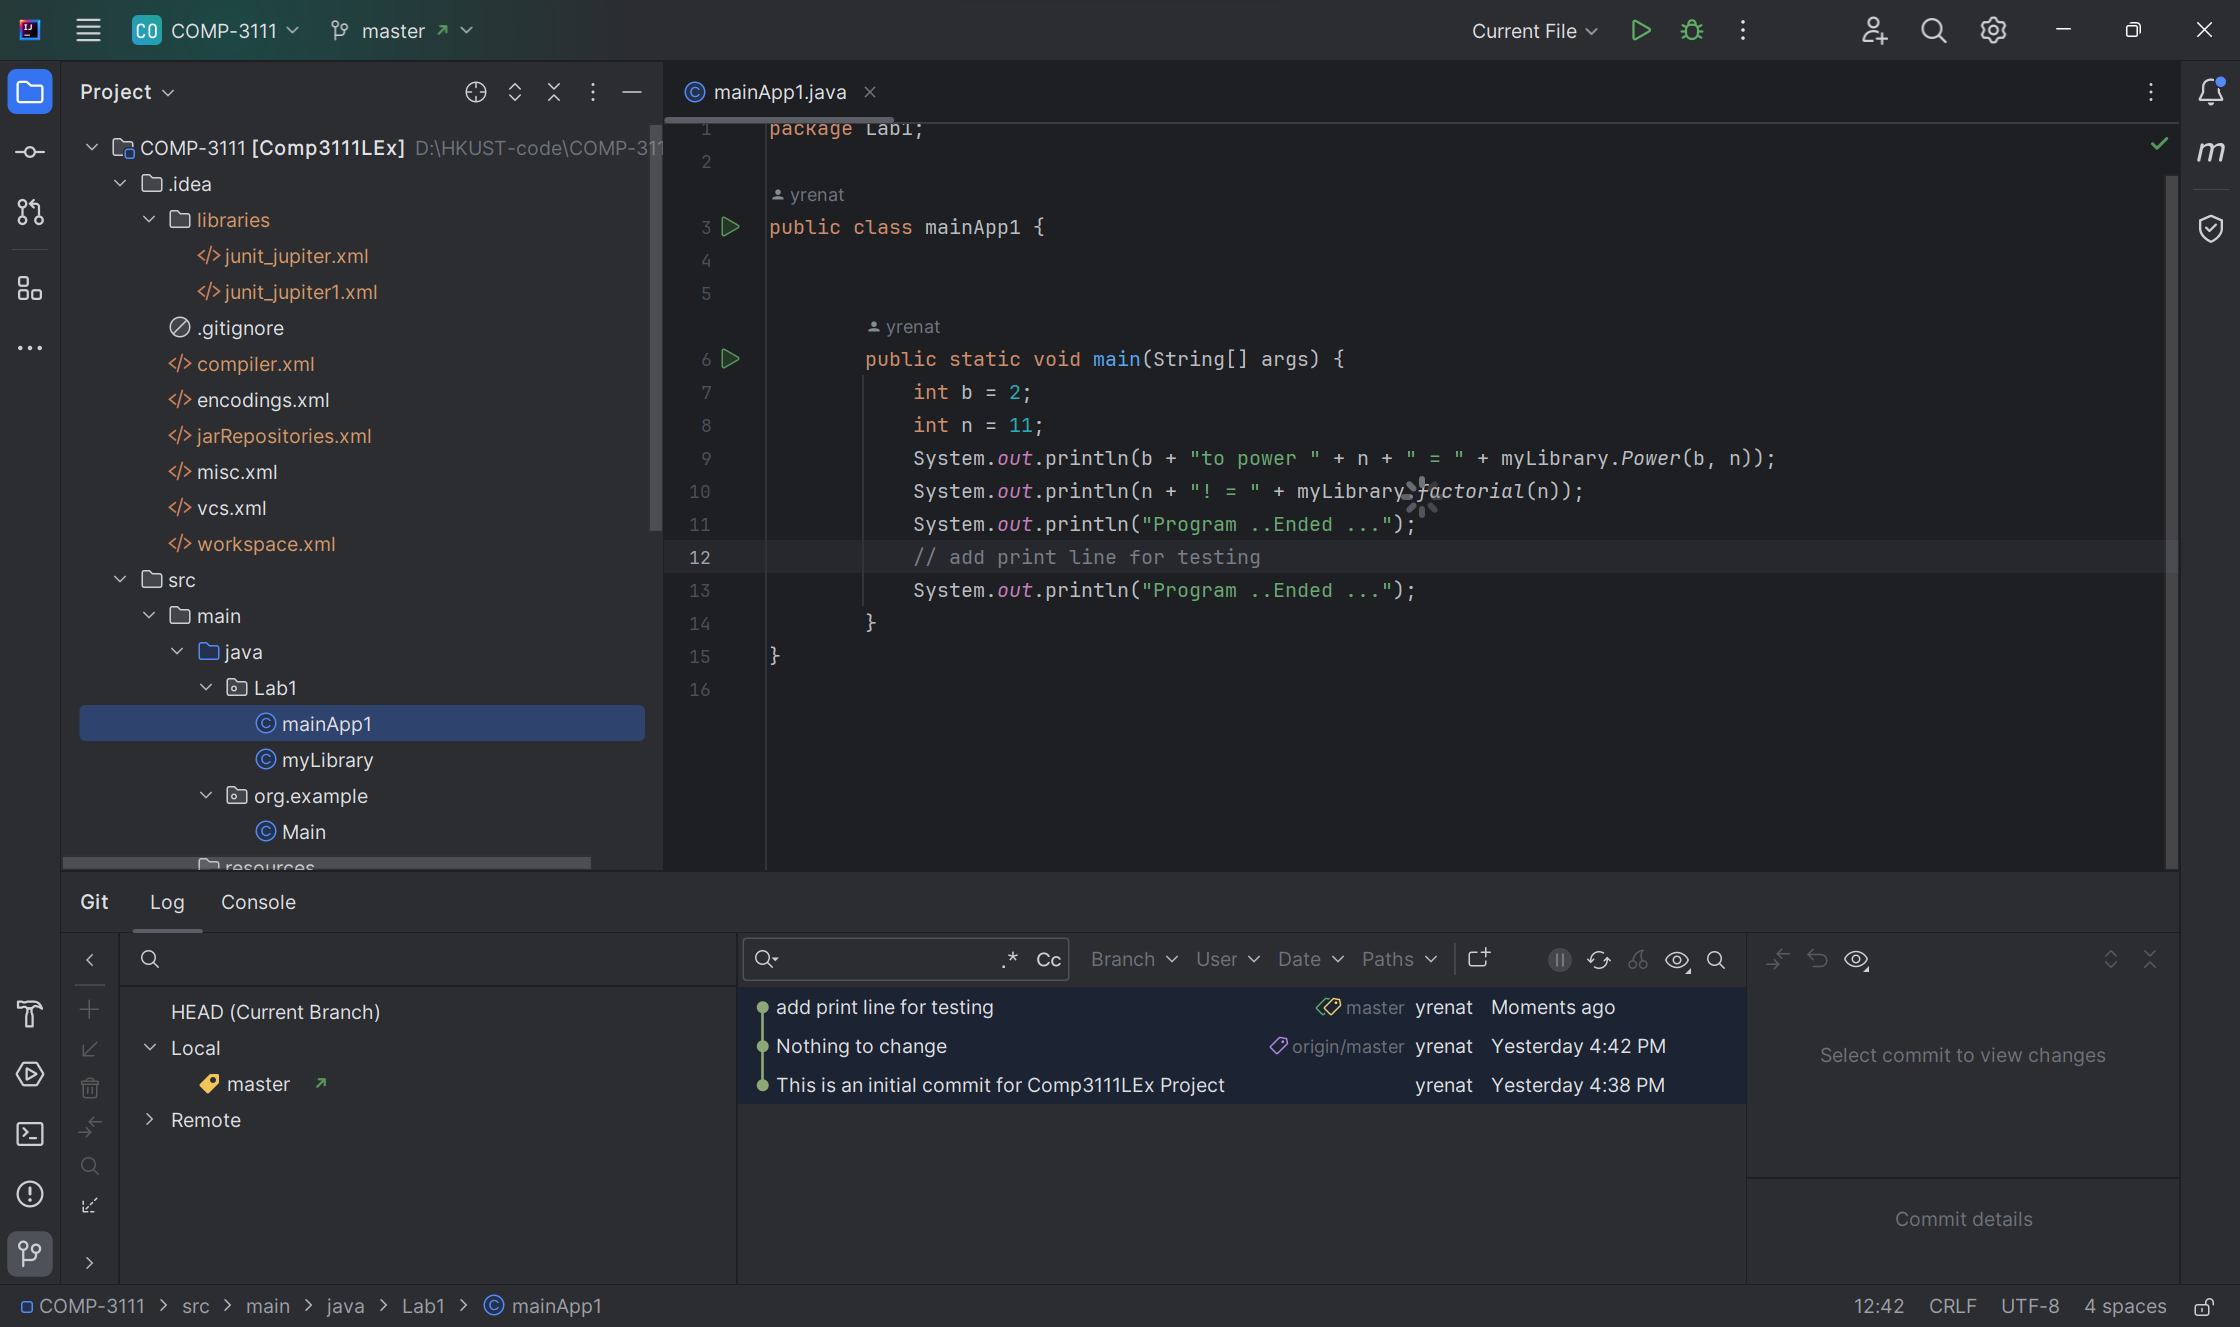 CO COMP-3111 master Current File
Project
mainApp1.java
COMP-3111 [Comp3111LEx] D:\HKUST-code\COMP-311
.idea
libraries
junit_jupiter.xml
junit_jupiter1.xml
.gitignore
compiler.xml
encodings.xml
jarRepositories.xml
misc.xml
vcs.xml
workspace.xml
src
main
java
Lab1
mainApp1
myLibrary
org.example
Main
resources
1 package Lab1;
2
yrenat
3 public class mainApp1 {
4
5
yrenat
6 public static void main(String[] args) {
7 int b = 2;
8 int n = 11;
9 System.out.println(b + "to power " + n + " = " + myLibrary.Power(b, n));
10 System.out.println(n + "! = " + myLibrary.factorial(n));
11 System.out.println("Program ..Ended ...");
12 // add print line for testing
13 System.out.println("Program ..Ended ...");
14 }
15 }
16
m
Git Log Console
.* Cc Branch User Date Paths
HEAD (Current Branch)
Local
master
Remote
add print line for testing master yrenat Moments ago
Nothing to change origin/master yrenat Yesterday 4:42 PM
This is an initial commit for Comp3111LEx Project yrenat Yesterday 4:38 PM
Select commit to view changes
Commit details
COMP-3111 > src > main > java > Lab1 > mainApp1 12:42 CRLF UTF-8 4 spaces